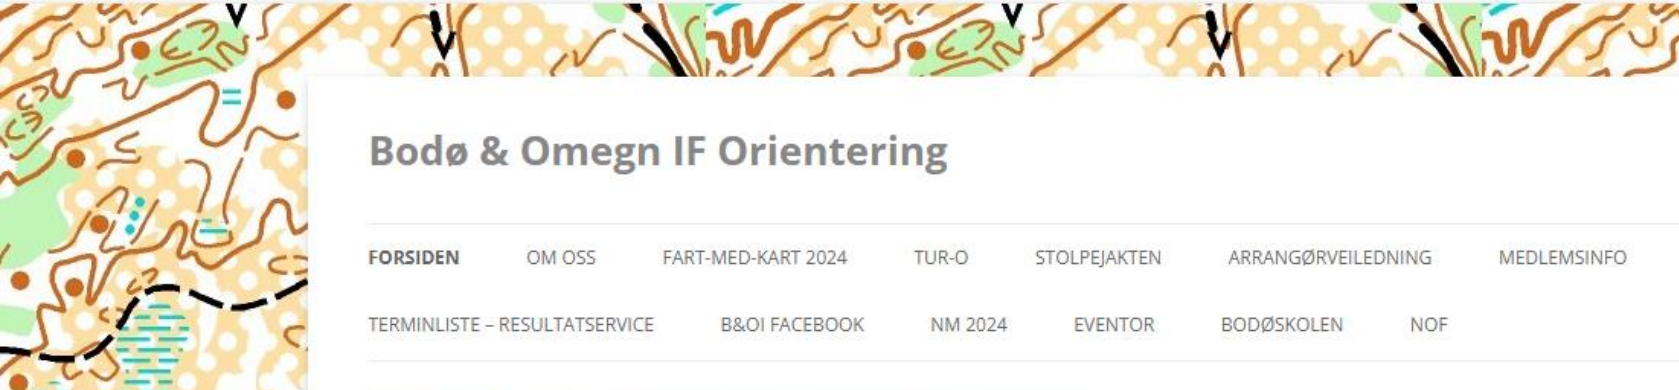 Bodø & Omegn IF Orientering
FORSIDEN OM OSS FART-MED-KART 2024 TUR-O STOLPEJAKTEN ARRANGØRVEILEDNING MEDLEMSINFO
TERMINLISTE – RESULTATSERVICE B&OI FACEBOOK NM 2024 EVENTOR BODØSKOLEN NOF